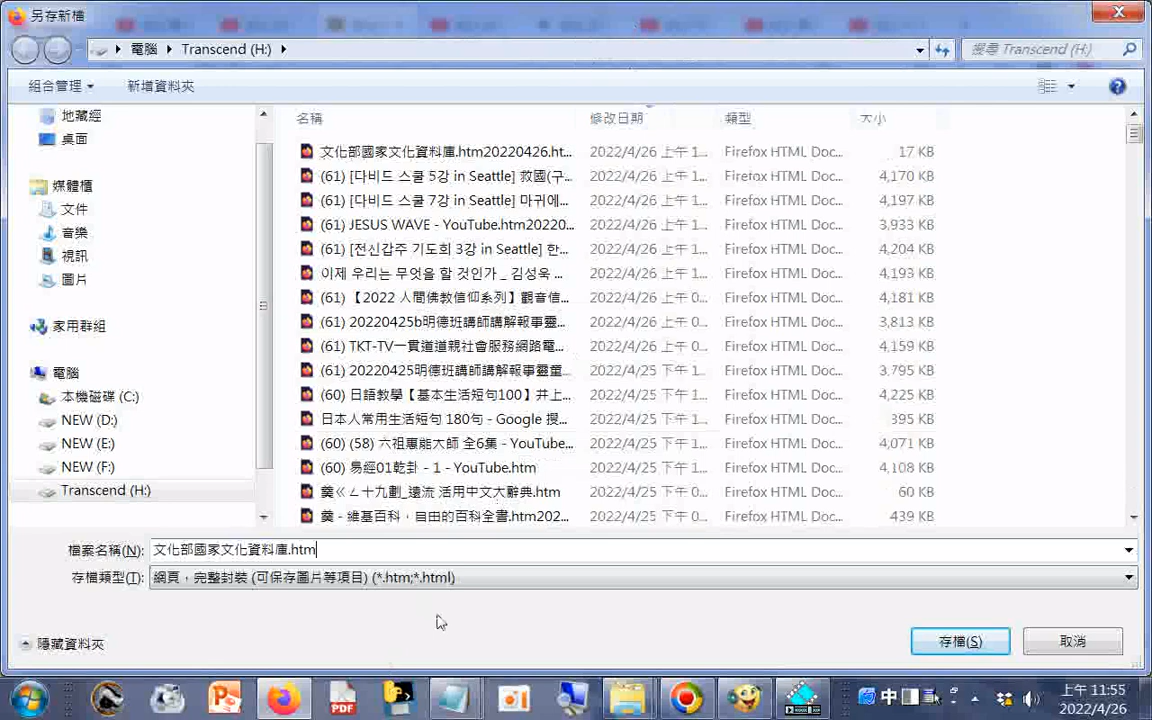 另存新檔
電腦 Transcend (H:)
搜尋 Transcend (H:)
組合管理 新增資料夾
地藏經
桌面
媒體櫃
文件
音樂
視訊
圖片
家用群組
電腦
本機磁碟 (C:)
NEW (D:)
NEW (E:)
NEW (F:)
Transcend (H:)
名稱 修改日期 類型 大小
文化部國家文化資料庫.htm20220426.ht... 2022/4/26 上午 1... Firefox HTML Doc... 17 KB
(61) [다비드 스쿨 5강 in Seattle] 救國(구... 2022/4/26 上午 1... Firefox HTML Doc... 4,170 KB
(61) [다비드 스쿨 7강 in Seattle] 마귀에... 2022/4/26 上午 1... Firefox HTML Doc... 4,197 KB
(61) JESUS WAVE - YouTube.htm20220... 2022/4/26 上午 1... Firefox HTML Doc... 3,933 KB
(61) [전신갑주 기도회 3강 in Seattle] 한... 2022/4/26 上午 1... Firefox HTML Doc... 4,204 KB
이제 우리는 무엇을 할 것인가 _ 김성욱 ... 2022/4/26 上午 1... Firefox HTML Doc... 4,193 KB
(61) 【2022 人間佛教信仰系列】觀音信... 2022/4/26 上午 0... Firefox HTML Doc... 4,181 KB
(61) 20220425b明德班講師講解報事靈... 2022/4/26 上午 0... Firefox HTML Doc... 3,813 KB
(61) TKT-TV一貫道道親社會服務網路電... 2022/4/26 上午 0... Firefox HTML Doc... 4,159 KB
(61) 20220425明德班講師講解報事靈童... 2022/4/25 下午 1... Firefox HTML Doc... 3,795 KB
(60) 日語教學【基本生活短句100】井上... 2022/4/25 下午 1... Firefox HTML Doc... 4,225 KB
日本人常用生活短句 180句 - Google 搜... 2022/4/25 下午 1... Firefox HTML Doc... 395 KB
(60) (58) 六祖惠能大師 全6集 - YouTube... 2022/4/25 下午 1... Firefox HTML Doc... 4,071 KB
(60) 易經01乾卦 - 1 - YouTube.htm 2022/4/25 下午 1... Firefox HTML Doc... 4,108 KB
羹ㄍㄥ十九劃_遠流 活用中文大辭典.htm 2022/4/25 下午 1... Firefox HTML Doc... 60 KB
羹 - 維基百科，自由的百科全書.htm202... 2022/4/25 下午 1... Firefox HTML Doc... 439 KB
檔案名稱(N): 文化部國家文化資料庫.htm
存檔類型(T): 網頁，完整封裝 (可保存圖片等項目) (*.htm;*.html)
隱藏資料夾 存檔(S) 取消
PDF 中 上午 11:55
2022/4/26